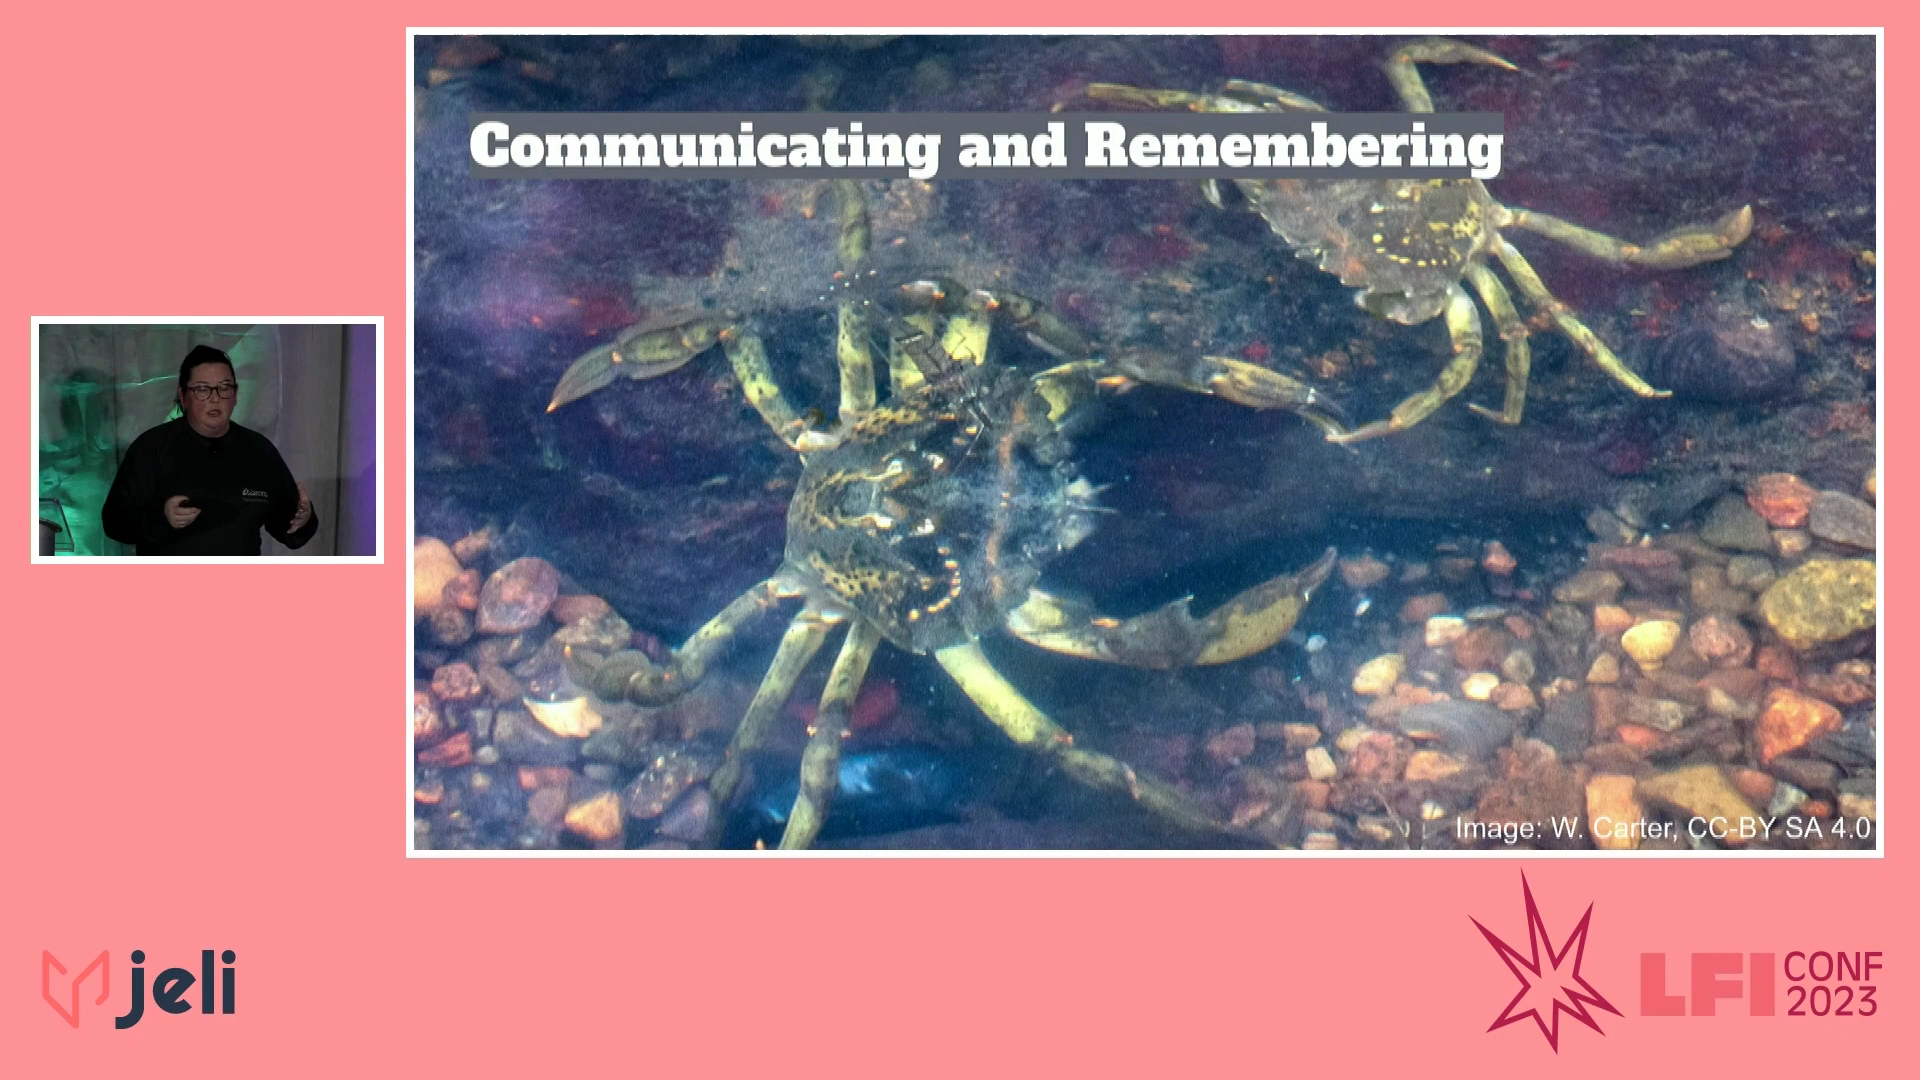 Communicating and Remembering
Image: W. Carter, CC-BY SA 4.0
jeli
LFI CONF
2023